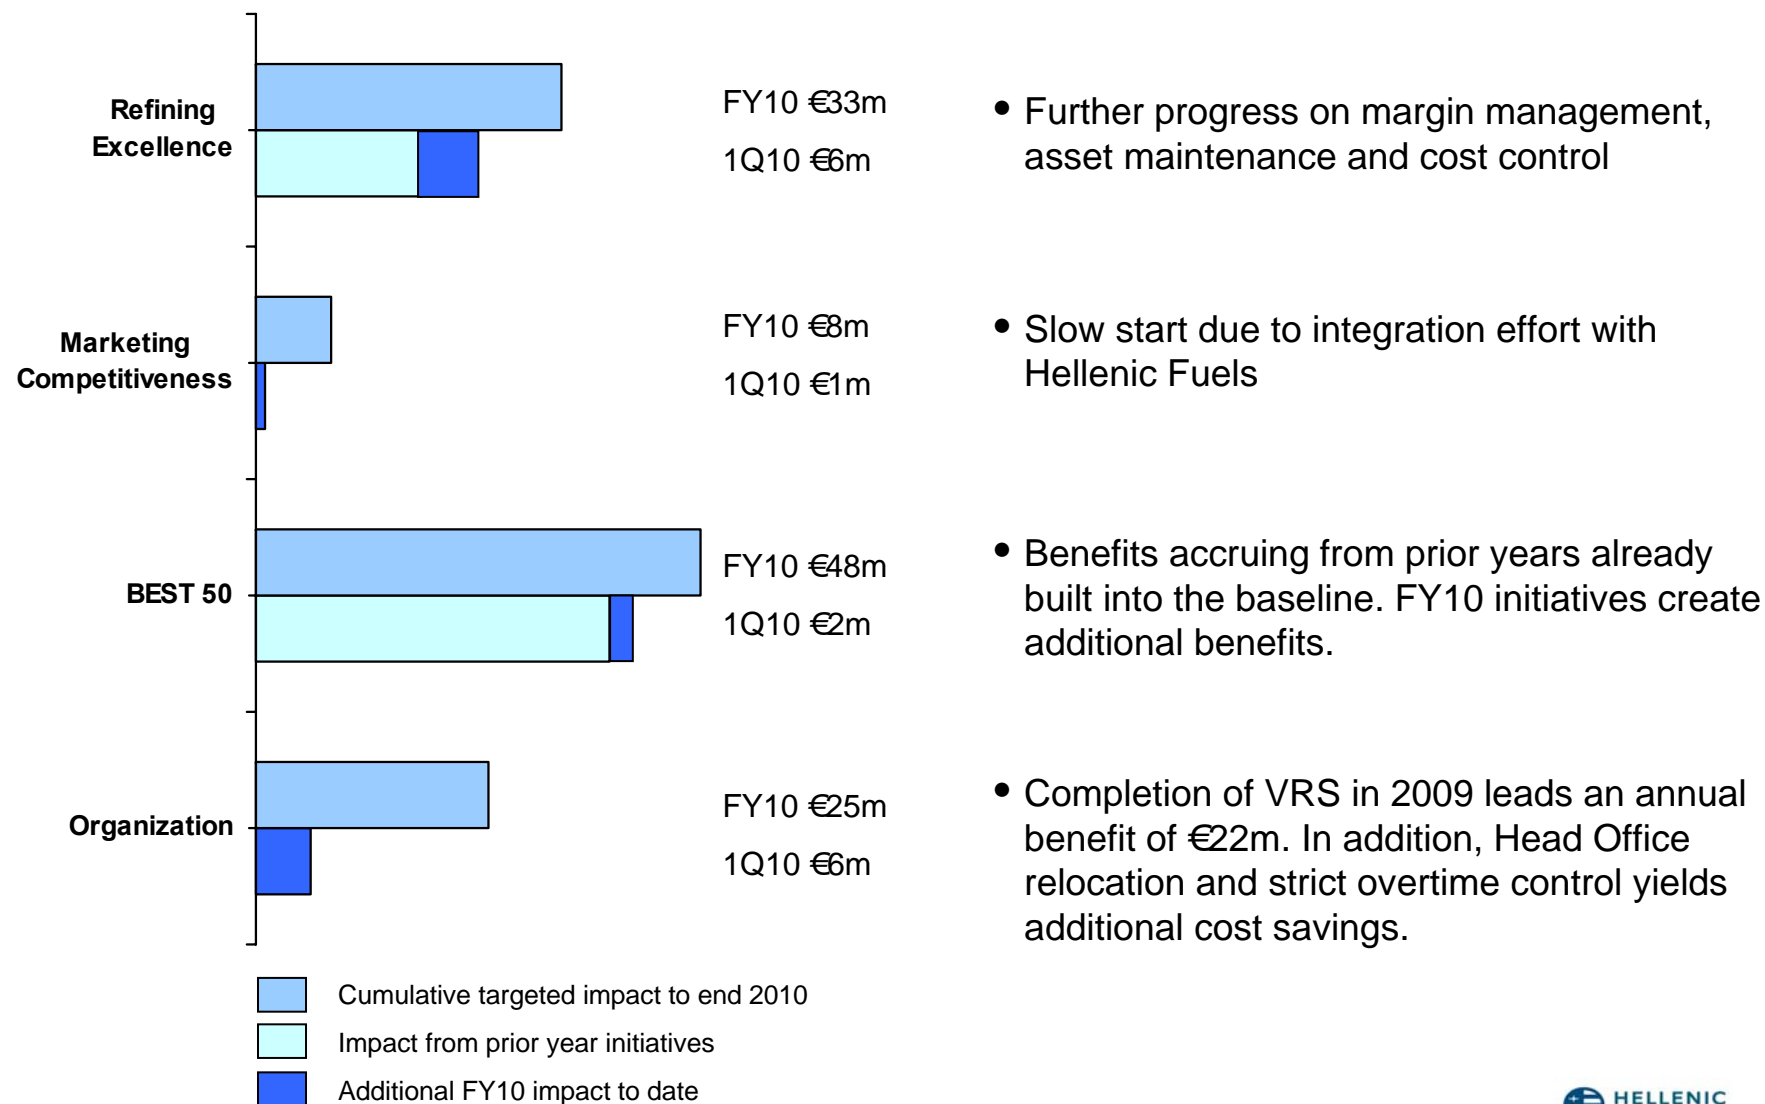 Refining
Excellence
FY10 €33m
1Q10 €6m
• Further progress on margin management,
asset maintenance and cost control
Marketing
Competitiveness
FY10 €8m
1Q10 €1m
• Slow start due to integration effort with
Hellenic Fuels
BEST 50
FY10 €48m
1Q10 €2m
• Benefits accruing from prior years already
built into the baseline. FY10 initiatives create
additional benefits.
Organization
FY10 €25m
1Q10 €6m
• Completion of VRS in 2009 leads an annual
benefit of €22m. In addition, Head Office
relocation and strict overtime control yields
additional cost savings.
Cumulative targeted impact to end 2010
Impact from prior year initiatives
Additional FY10 impact to date
HELLENIC